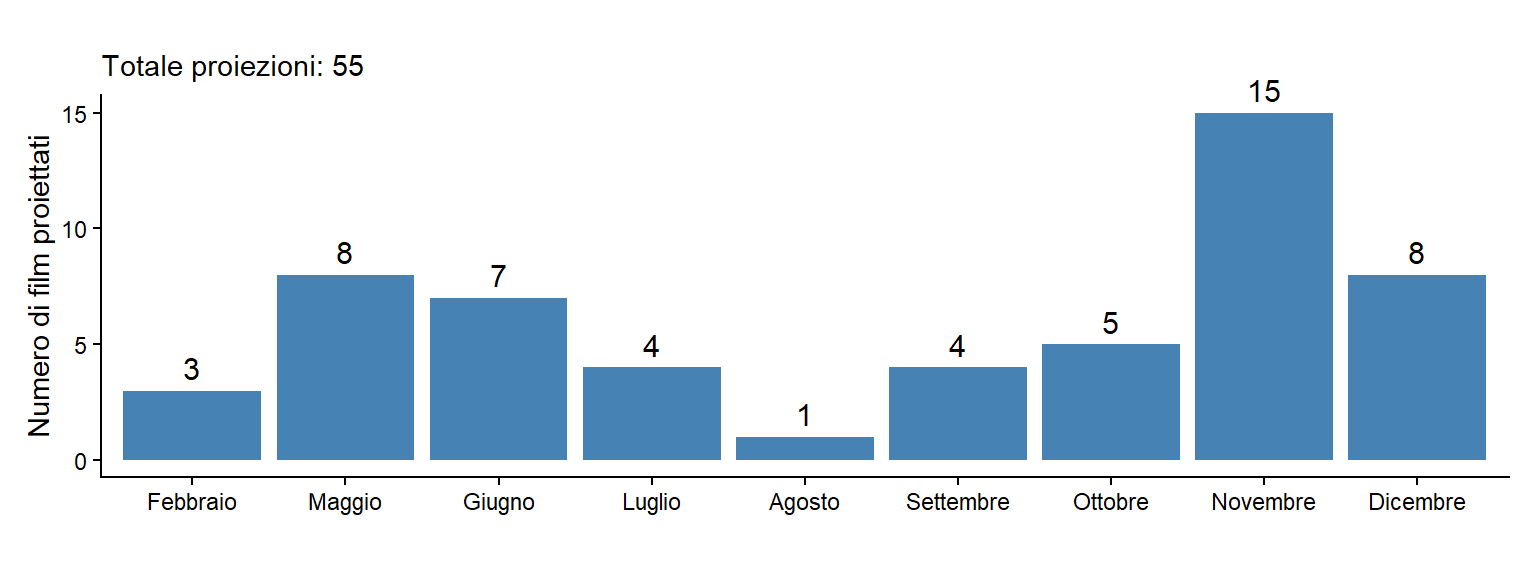 Totale proiezioni: 55
Numero di film proiettati
15
10
5
0
3
8
7
4
1
4
5
15
8
Febbraio
Maggio
Giugno
Luglio
Agosto
Settembre
Ottobre
Novembre
Dicembre